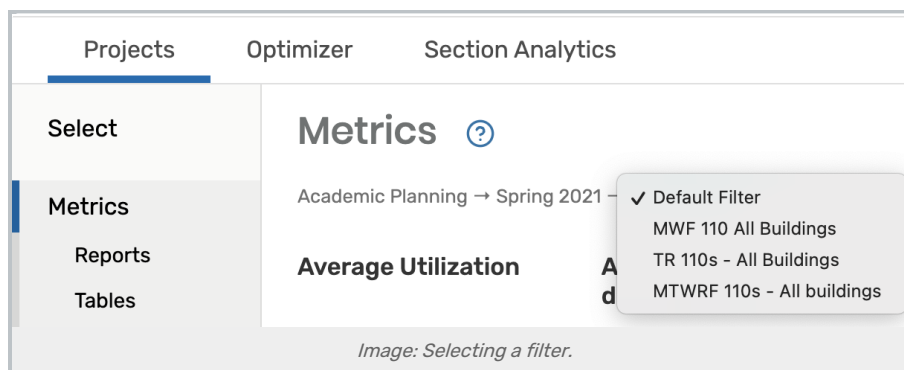 Projects Optimizer Section Analytics
Select
Metrics
Academic Planning → Spring 2021 →
✓ Default Filter
MWF 110 All Buildings
TR 110s - All Buildings
MTWRF 110s - All buildings
Metrics
Reports
Tables
Average Utilization
A
d
Image: Selecting a filter.